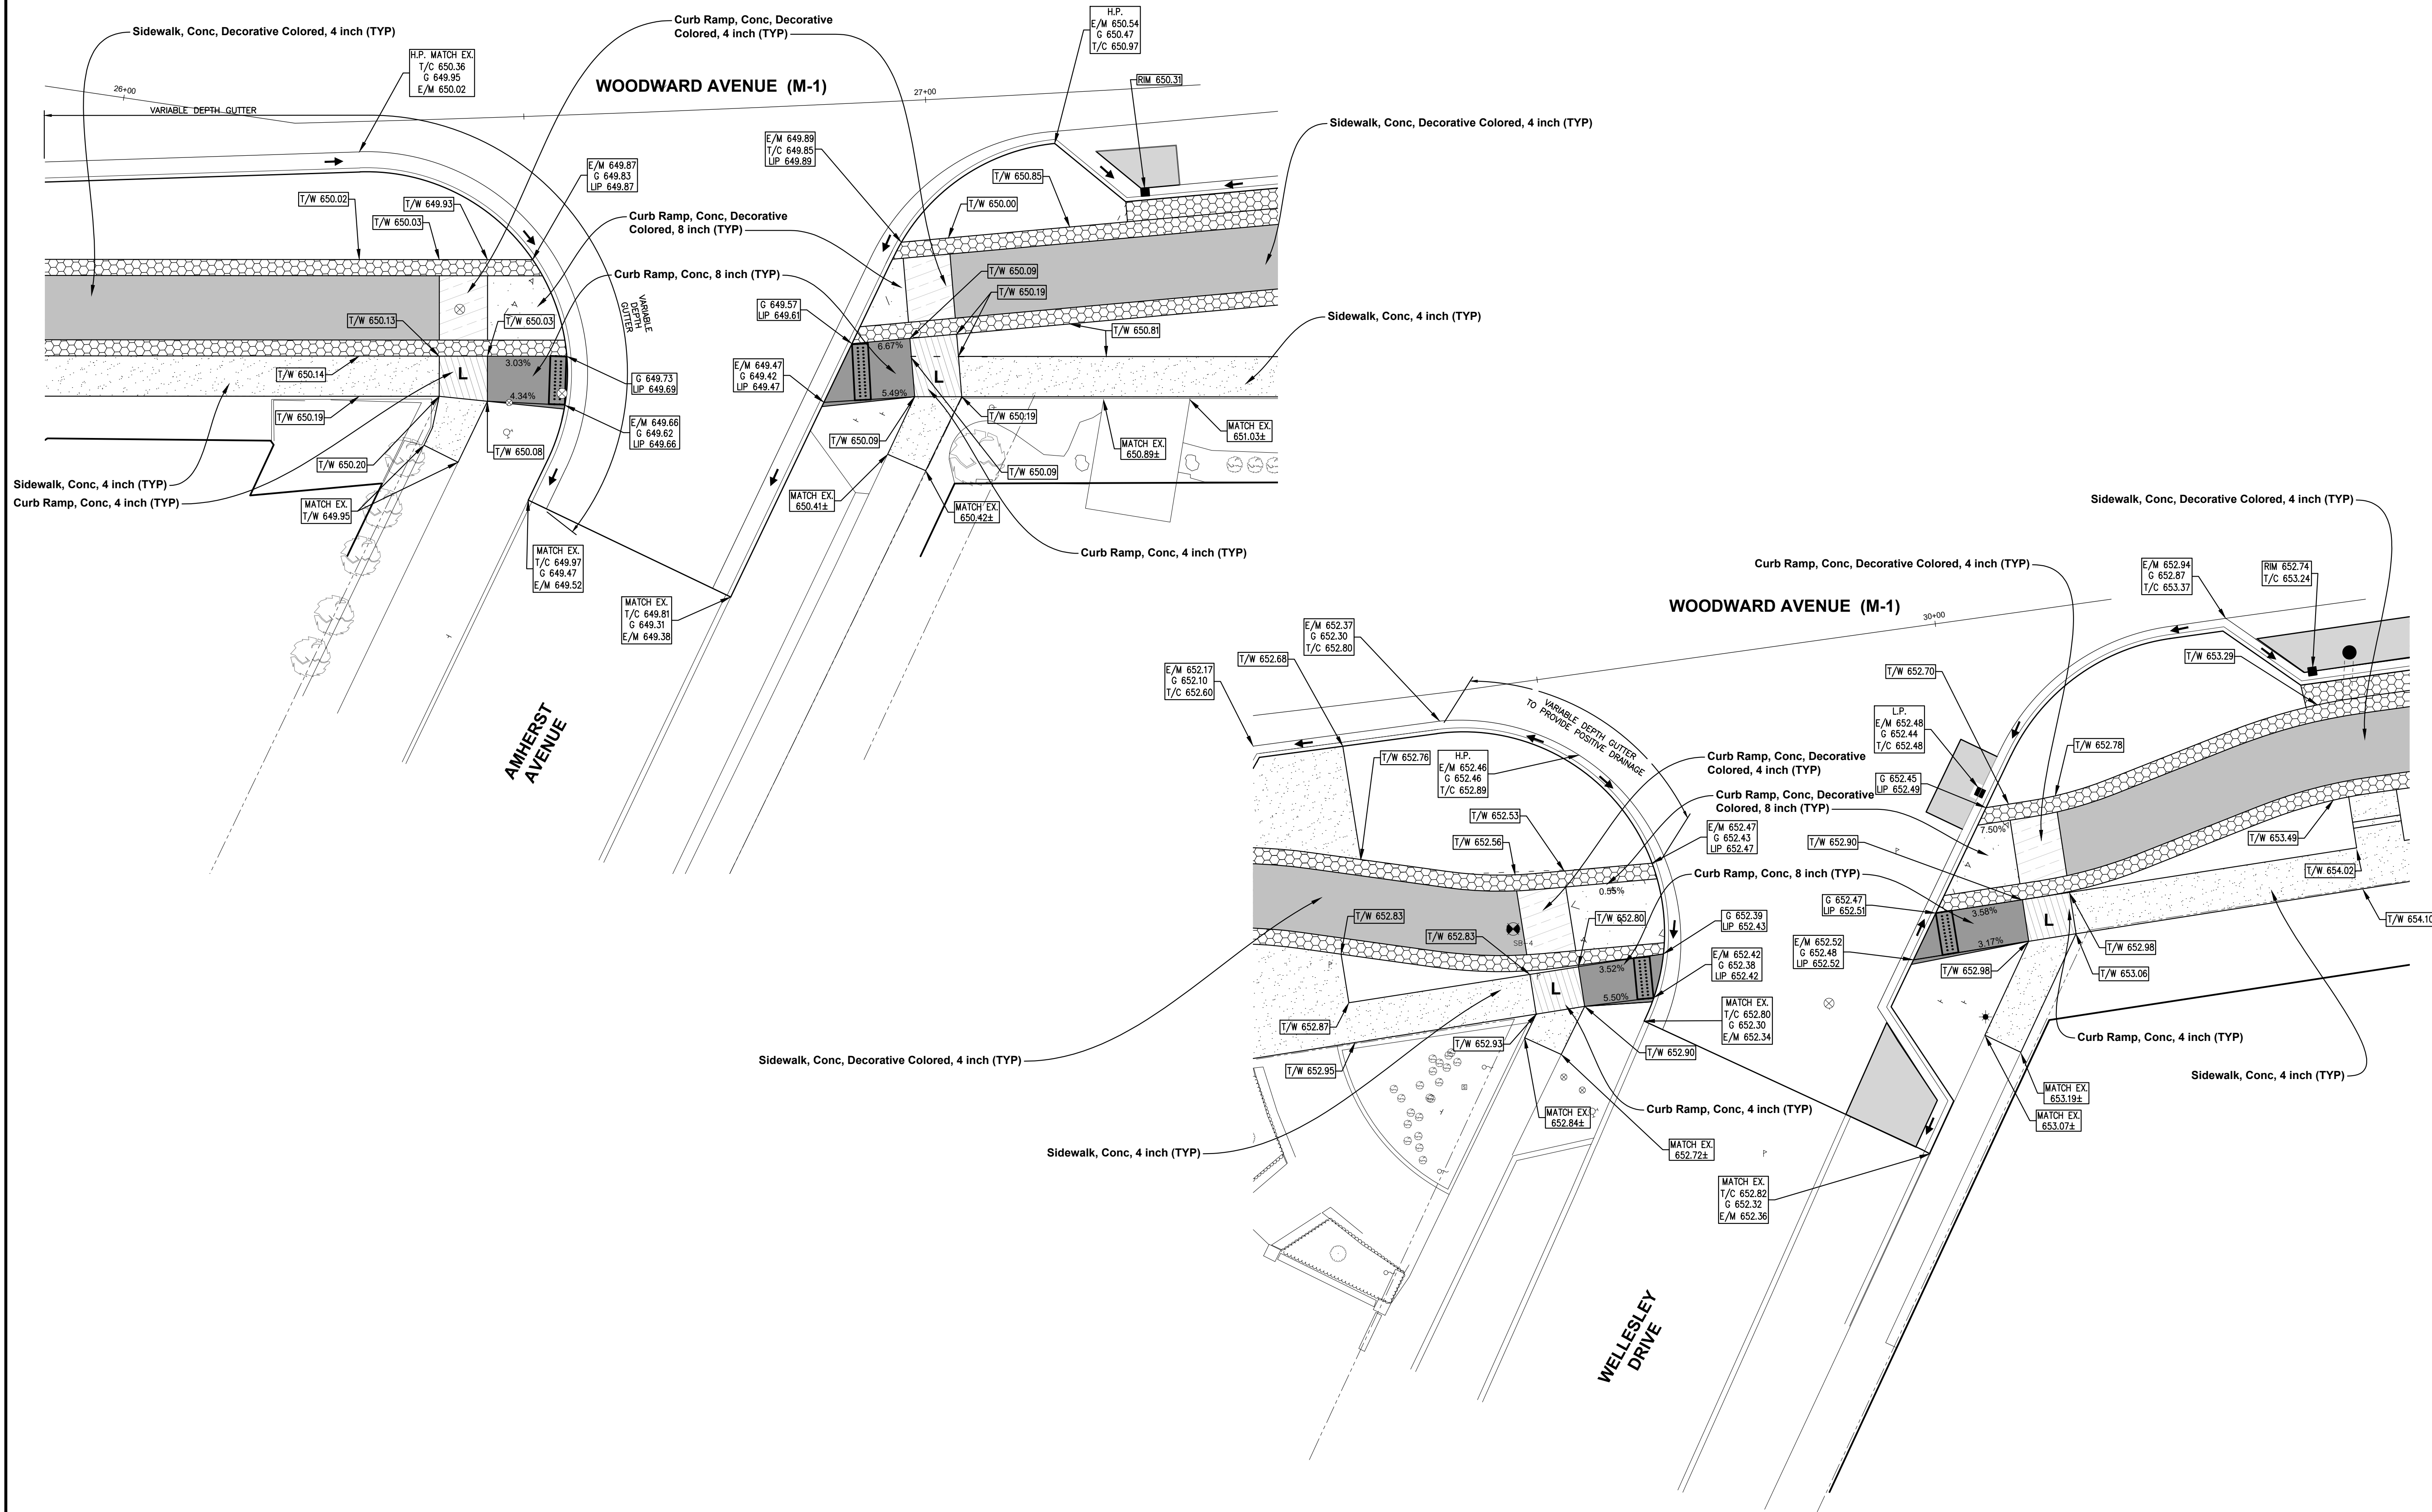 Sidewalk, Conc, Decorative Colored, 4 inch (TYP)
H.P. MATCH EX.
T/C 650.36
G 649.95
E/M 650.02
Curb Ramp, Conc, Decorative
Colored, 4 inch (TYP)
WOODWARD AVENUE (M-1)
H.P.
E/M 650.54
G 650.47
T/C 650.97
RIM 650.31
26+00
27+00
VARIABLE DEPTH GUTTER
Sidewalk, Conc, Decorative Colored, 4 inch (TYP)
E/M 649.87
G 649.83
LIP 649.87
E/M 649.89
T/C 649.85
LIP 649.89
T/W 650.85
T/W 650.02
T/W 649.93
T/W 650.03
T/W 650.00
Curb Ramp, Conc, Decorative
Colored, 8 inch (TYP)
Curb Ramp, Conc, 8 inch (TYP)
T/W 650.09
T/W 650.19
VARIABLE
DEPTH
GUTTER
G 649.57
LIP 649.61
T/W 650.13
T/W 650.03
Sidewalk, Conc, 4 inch (TYP)
T/W 650.81
6.67%
L
5.49%
3.03%
L
4.34%
T/W 650.14
G 649.73
LIP 649.69
E/M 649.47
G 649.42
LIP 649.47
T/W 650.19
E/M 649.66
G 649.62
LIP 649.66
T/W 650.19
T/W 650.09
MATCH EX.
650.89±
MATCH EX.
651.03±
T/W 650.20
T/W 650.08
T/W 650.09
Sidewalk, Conc, 4 inch (TYP)
Curb Ramp, Conc, 4 inch (TYP)
MATCH EX.
T/W 649.95
MATCH EX.
650.41±
MATCH EX.
650.42±
Curb Ramp, Conc, 4 inch (TYP)
MATCH EX.
T/C 649.97
G 649.47
E/M 649.52
MATCH EX.
T/C 649.81
G 649.31
E/M 649.38
AMHERST
AVENUE
Sidewalk, Conc, Decorative Colored, 4 inch (TYP)
Curb Ramp, Conc, Decorative Colored, 4 inch (TYP)
E/M 652.94
G 652.87
T/C 653.37
RIM 652.74
T/C 653.24
WOODWARD AVENUE (M-1)
30+00
E/M 652.37
G 652.30
T/C 652.80
T/W 652.68
E/M 652.17
G 652.10
T/C 652.60
T/W 652.70
T/W 653.29
VARIABLE DEPTH GUTTER
TO PROVIDE POSITIVE DRAINAGE
L.P.
E/M 652.48
G 652.44
T/C 652.48
T/W 652.78
T/W 652.76
H.P.
E/M 652.46
G 652.46
T/C 652.89
Curb Ramp, Conc, Decorative
Colored, 4 inch (TYP)
Curb Ramp, Conc, Decorative
Colored, 8 inch (TYP)
G 652.45
LIP 652.49
T/W 652.53
T/W 652.56
E/M 652.47
G 652.43
LIP 652.47
7.50%
T/W 652.90
T/W 653.49
T/W 654.02
Curb Ramp, Conc, 8 inch (TYP)
0.55%
T/W 652.83
T/W 652.80
T/W 652.83
SB-4
G 652.39
LIP 652.43
G 652.47
LIP 652.51
3.58%
L
3.17%
T/W 654.10
E/M 652.52
G 652.48
LIP 652.52
T/W 652.98
T/W 652.98
T/W 653.06
3.52%
L
5.50%
E/M 652.42
G 652.38
LIP 652.42
MATCH EX.
T/C 652.80
G 652.30
E/M 652.34
T/W 652.87
T/W 652.93
T/W 652.90
T/W 652.95
Sidewalk, Conc, Decorative Colored, 4 inch (TYP)
Curb Ramp, Conc, 4 inch (TYP)
Sidewalk, Conc, 4 inch (TYP)
MATCH EX.
653.19±
MATCH EX.
653.07±
MATCH EX.
652.84±
Curb Ramp, Conc, 4 inch (TYP)
Sidewalk, Conc, 4 inch (TYP)
MATCH EX.
652.72±
P
MATCH EX.
T/C 652.82
G 652.32
E/M 652.36
WELLESLEY
DRIVE